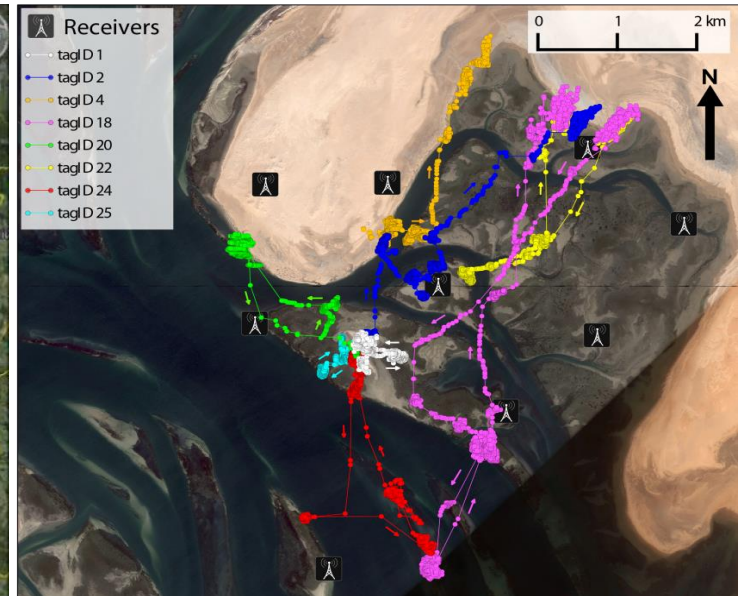 Receivers
tagID 1
tagID 2
tagID 4
tagID 18
tagID 20
tagID 22
tagID 24
tagID 25
0 1 2 km
N